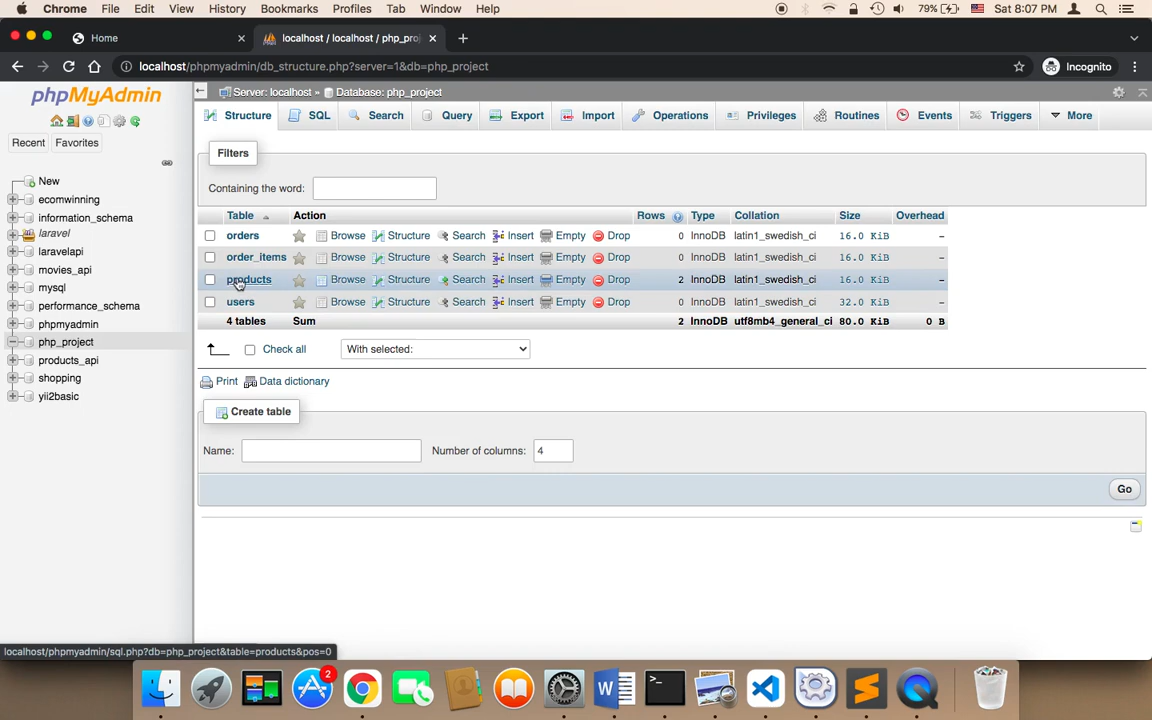 Chrome File Edit View History Bookmarks Profiles Tab Window Help 79% Sat 8:07 PM
Home localhost / localhost / php_proj
localhost/phpmyadmin/db_structure.php?server=1&db=php_project Incognito
phpMyAdmin
Recent Favorites
New
ecomwinning
information_schema
laravel
laravelapi
movies_api
mysql
performance_schema
phpmyadmin
php_project
products_api
shopping
yii2basic
Server: localhost » Database: php_project
Structure SQL Search Query Export Import Operations Privileges Routines Events Triggers More
Filters
Containing the word:
Table Action Rows Type Collation Size Overhead
orders Browse Structure Search Insert Empty Drop 0 InnoDB latin1_swedish_ci 16.0 KiB –
order_items Browse Structure Search Insert Empty Drop 0 InnoDB latin1_swedish_ci 16.0 KiB –
products Browse Structure Search Insert Empty Drop 2 InnoDB latin1_swedish_ci 16.0 KiB –
users Browse Structure Search Insert Empty Drop 0 InnoDB latin1_swedish_ci 32.0 KiB –
4 tables Sum 2 InnoDB utf8mb4_general_ci 80.0 KiB 0 B
Check all With selected:
Print Data dictionary
Create table
Name: Number of columns: 4
Go
localhost/phpmyadmin/sql.php?db=php_project&table=products&pos=0
2